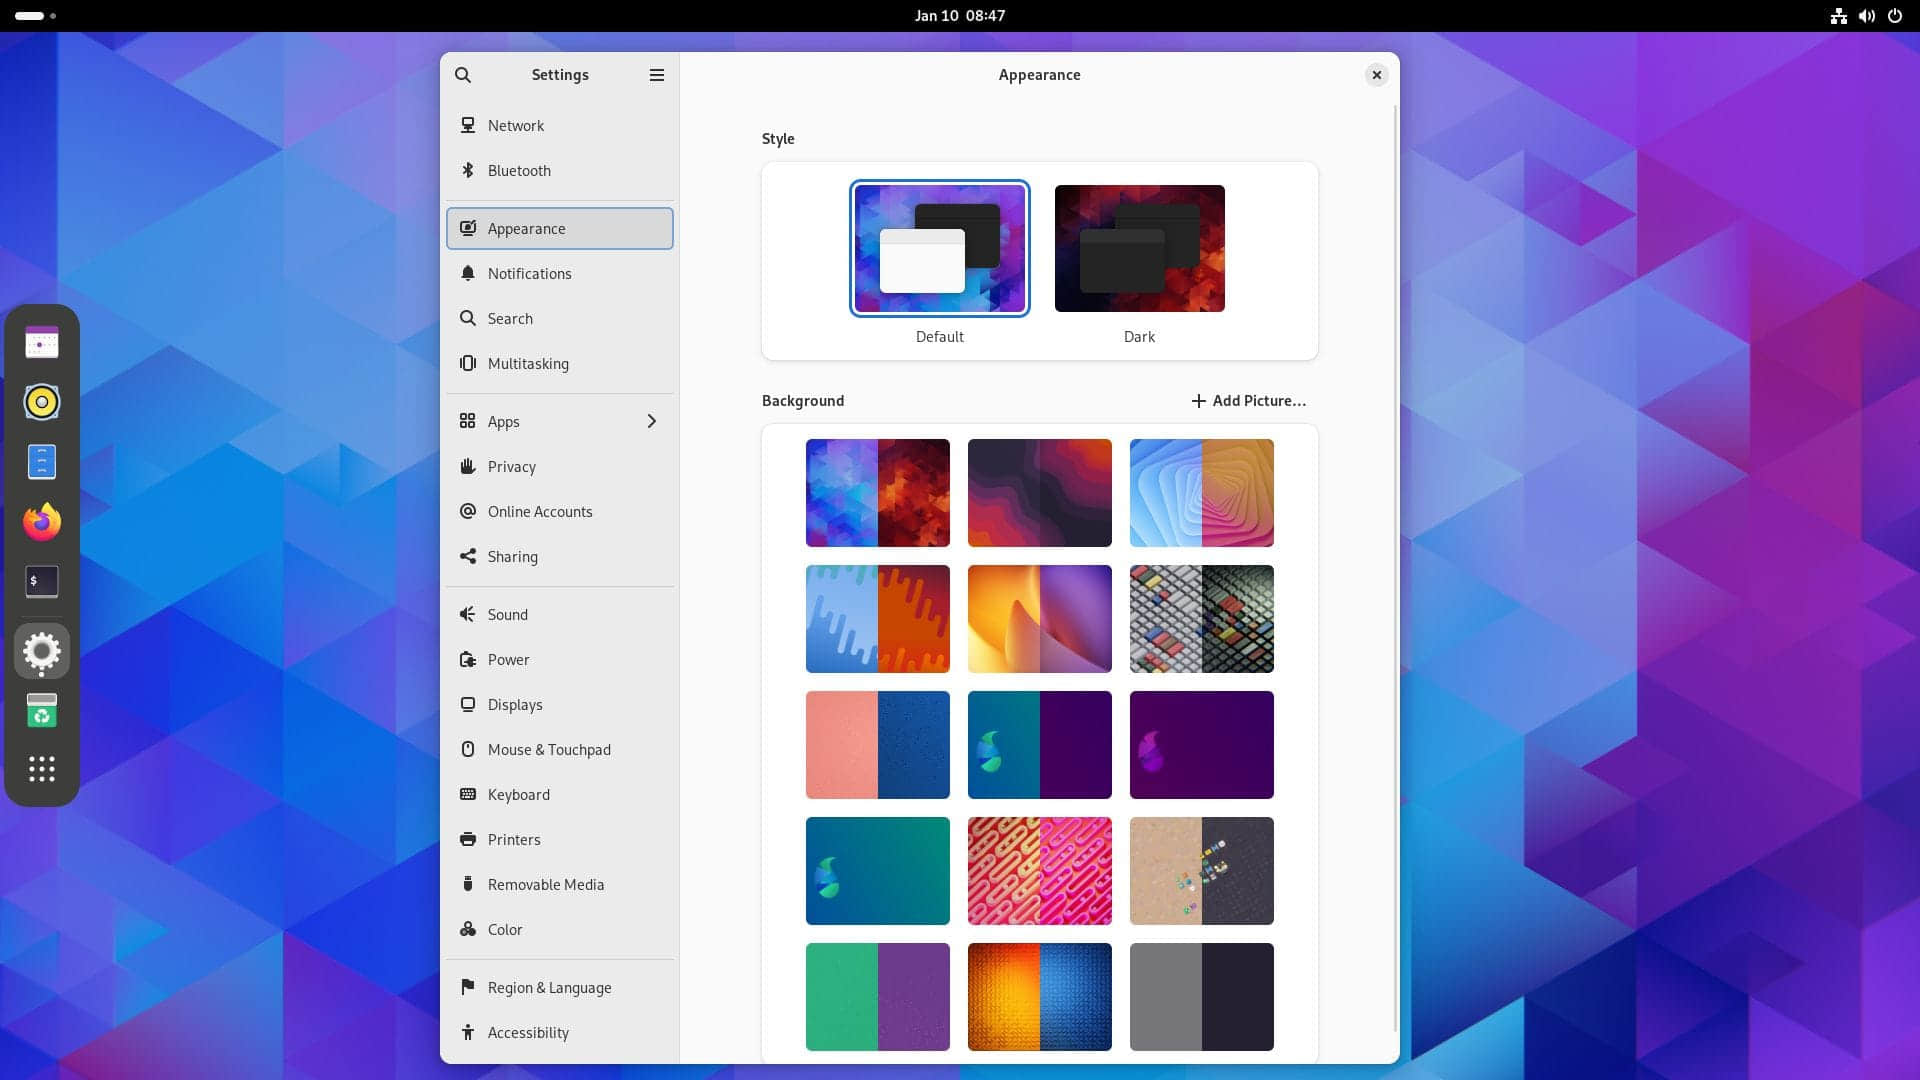 Jan 10 08:47
Settings
Appearance
Network
Bluetooth
Appearance
Notifications
Search
Multitasking
Apps
Privacy
Online Accounts
Sharing
Sound
Power
Displays
Mouse & Touchpad
Keyboard
Printers
Removable Media
Color
Region & Language
Accessibility
Style
Default
Dark
Background
Add Picture…
$